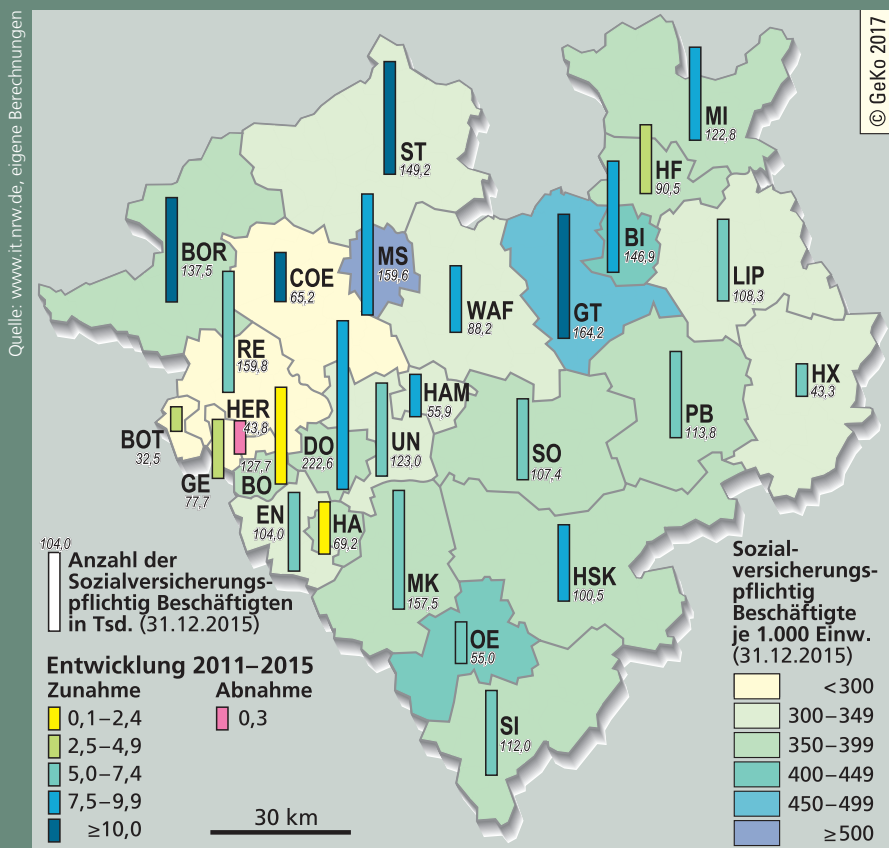 Quelle: www.it.nrw.de, eigene Berechnungen
© GeKo 2017
MI
122,8
ST
149,2
HF
90,5
BI
146,9
BOR
137,5
MS
159,6
COE
65,2
LIP
108,3
WAF
88,2
GT
164,2
RE
159,8
HX
43,3
HAM
55,9
HER
43,8
PB
113,8
BOT
32,5
DO
222,6
UN
123,0
SO
107,4
127,7
BO
GE
77,7
EN
104,0
HA
69,2
MK
157,5
HSK
100,5
OE
55,0
SI
112,0
104,0
Anzahl der
Sozialversicherungs-
pflichtig Beschäftigten
in Tsd. (31.12.2015)
Entwicklung 2011–2015
Zunahme
0,1–2,4
2,5–4,9
5,0–7,4
7,5–9,9
≥10,0
Abnahme
0,3
30 km
Sozial-
versicherungs-
pflichtig
Beschäftigte
je 1.000 Einw.
(31.12.2015)
<300
300–349
350–399
400–449
450–499
≥500